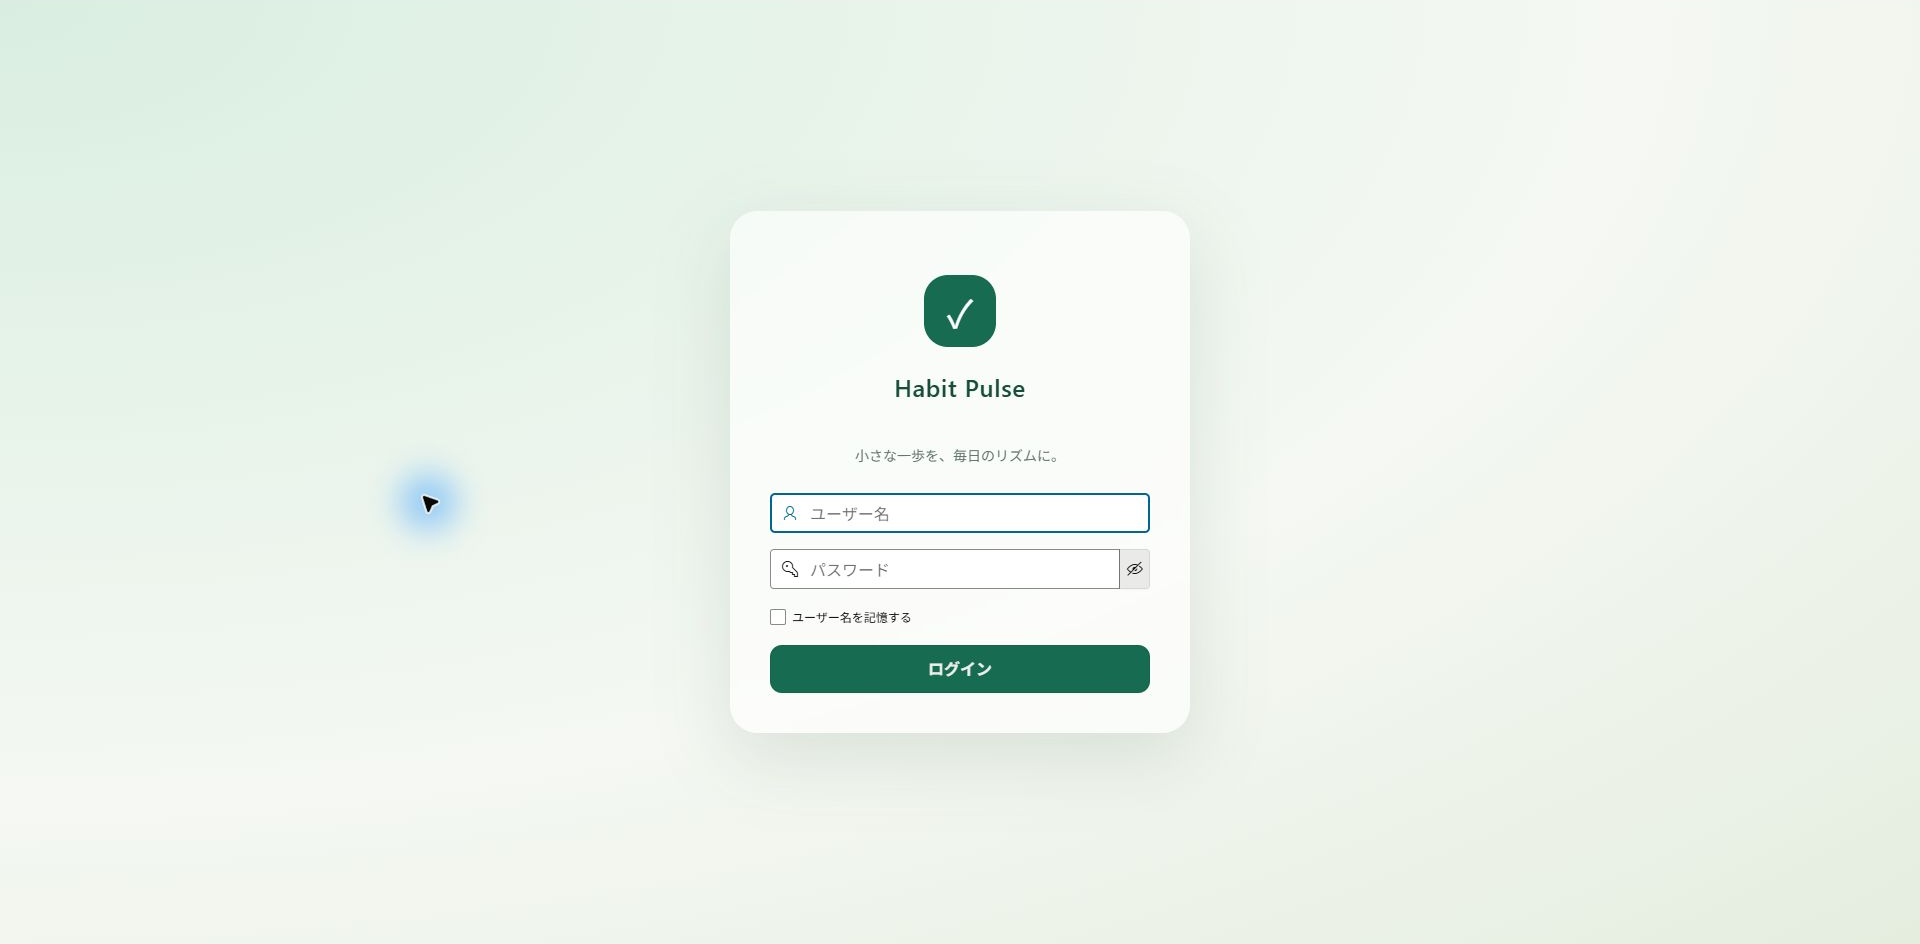 Habit Pulse
小さな一歩を、毎日のリズムに。
ユーザー名
パスワード
ユーザー名を記憶する
ログイン